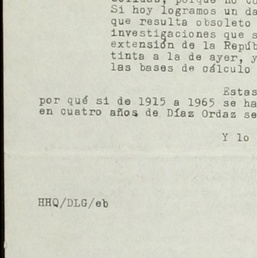 Si hoy logramos un da
que resulta obsoleto
investigaciones que s
extensión de la Repúb
tinta a la de ayer, y
las bases de cálculo
Estas
por qué si de 1915 a 1965 se ha
en cuatro años de Díaz Ordaz se
Y lo
HHQ/DLG/eb